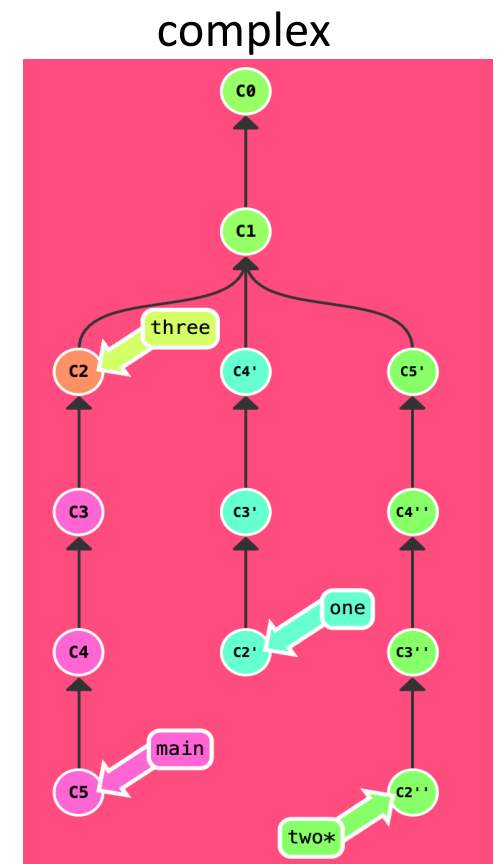 complex
C0
C1
three
C2 C4' C5'
C3 C3' C4''
one
C4 C2' C3''
main
C5 C2''
two*